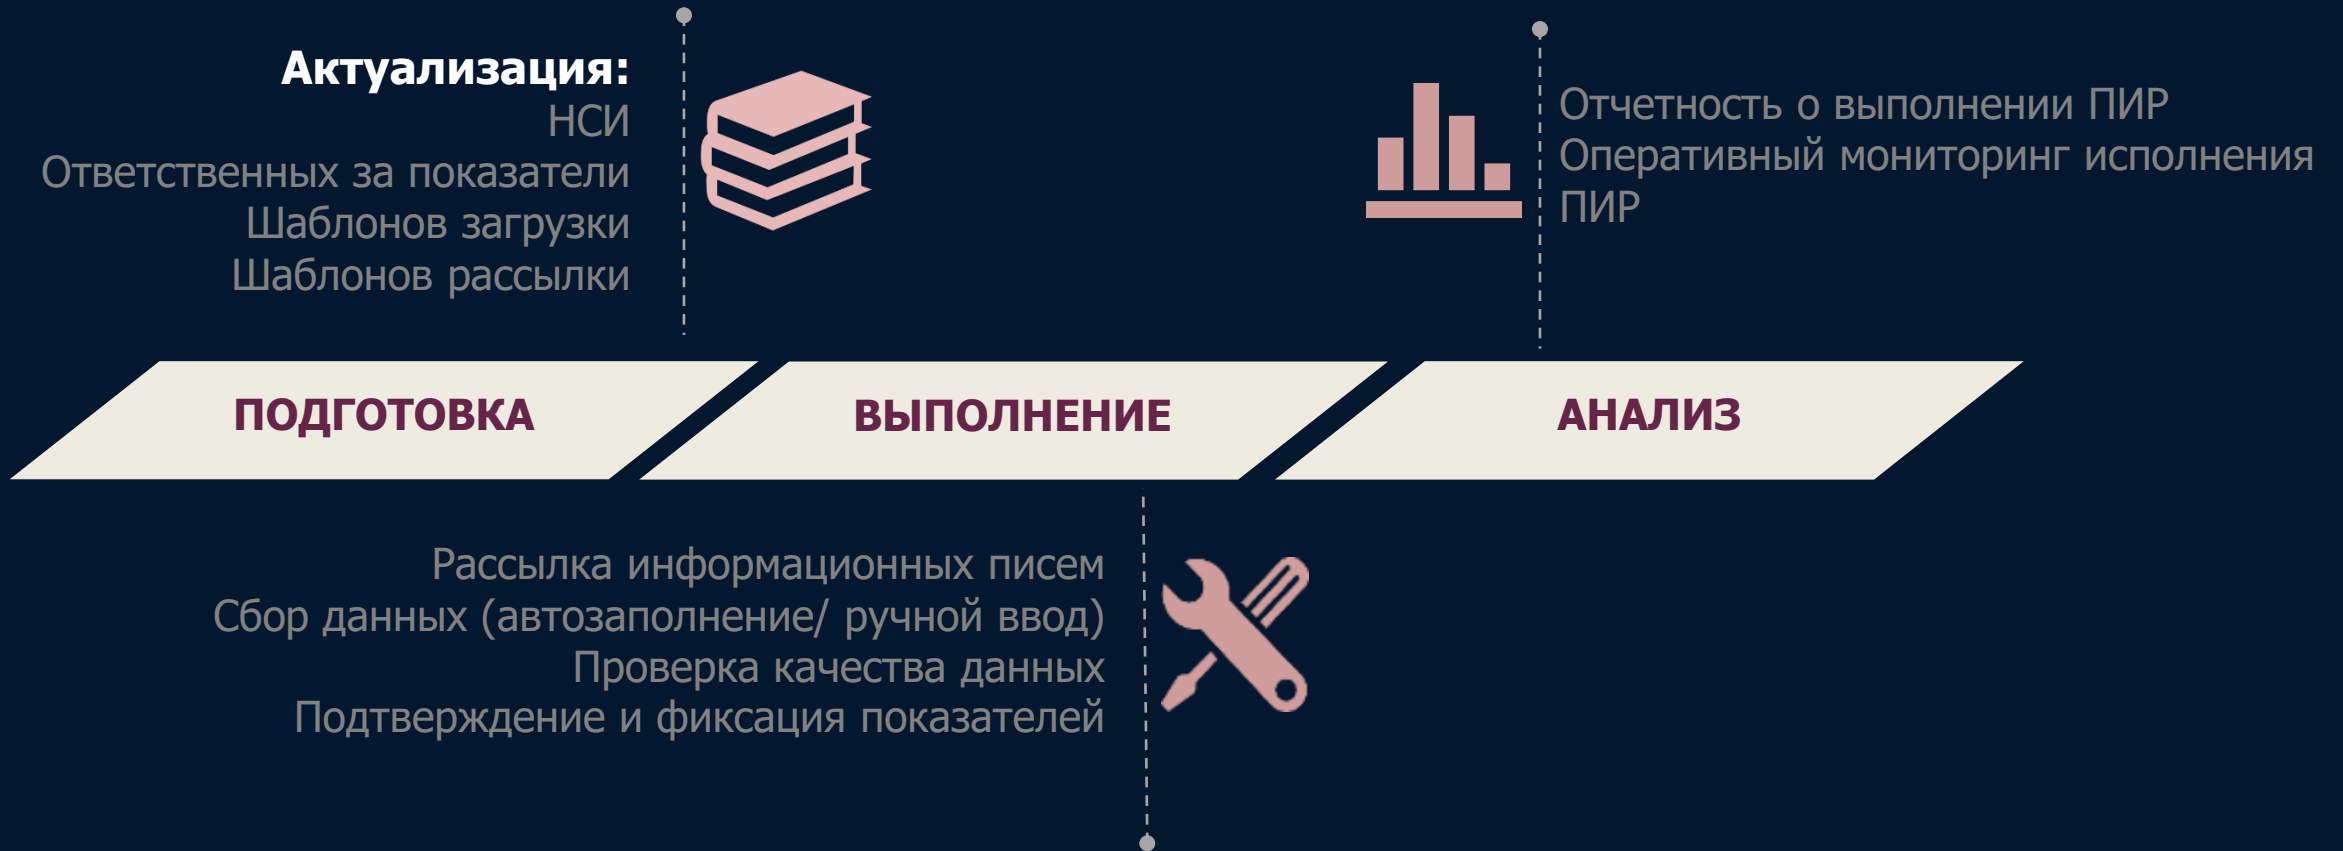 Актуализация:
НСИ
Ответственных за показатели
Шаблонов загрузки
Шаблонов рассылки
Отчетность о выполнении ПИР
Оперативный мониторинг исполнения
ПИР
ПОДГОТОВКА
ВЫПОЛНЕНИЕ
АНАЛИЗ
Рассылка информационных писем
Сбор данных (автозаполнение/ ручной ввод)
Проверка качества данных
Подтверждение и фиксация показателей